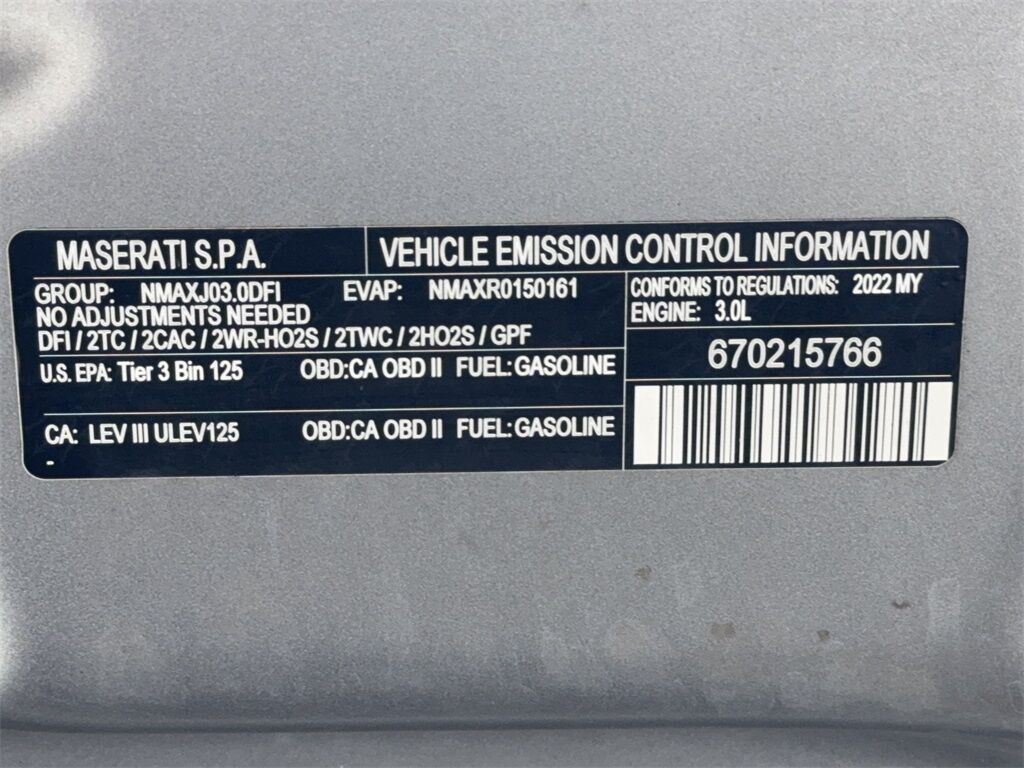 MASERATI S.P.A.
VEHICLE EMISSION CONTROL INFORMATION
GROUP: NMAXJ03.0DFI EVAP: NMAXR0150161
NO ADJUSTMENTS NEEDED
DFI / 2TC / 2CAC / 2WR-HO2S / 2TWC / 2HO2S / GPF
U.S. EPA: Tier 3 Bin 125 OBD:CA OBD II FUEL: GASOLINE
CA: LEV III ULEV125 OBD:CA OBD II FUEL: GASOLINE
CONFORMS TO REGULATIONS: 2022 MY
ENGINE: 3.0L
670215766